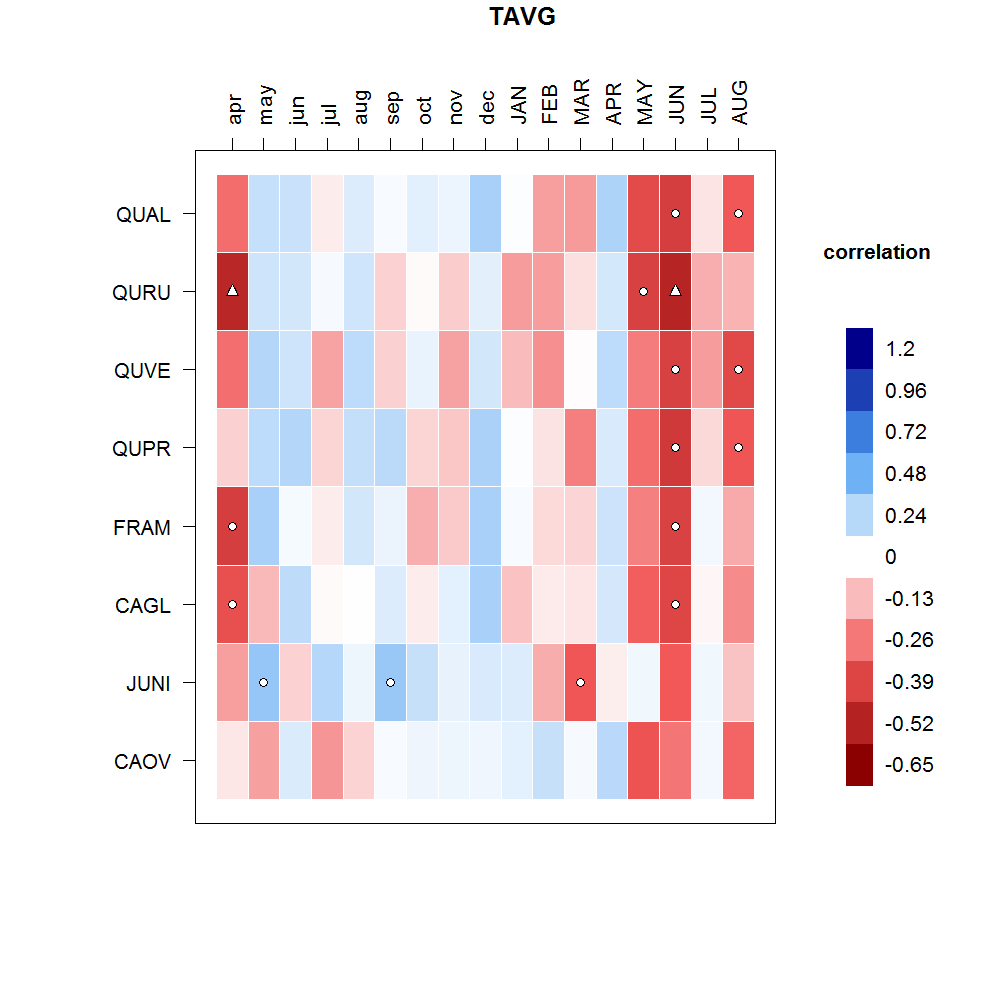 TAVG
apr may jun jul aug sep oct nov dec JAN FEB MAR APR MAY JUN JUL AUG
QUAL
QURU
QUVE
QUPR
FRAM
CAGL
JUNI
CAOV
correlation
1.2
0.96
0.72
0.48
0.24
0
-0.13
-0.26
-0.39
-0.52
-0.65